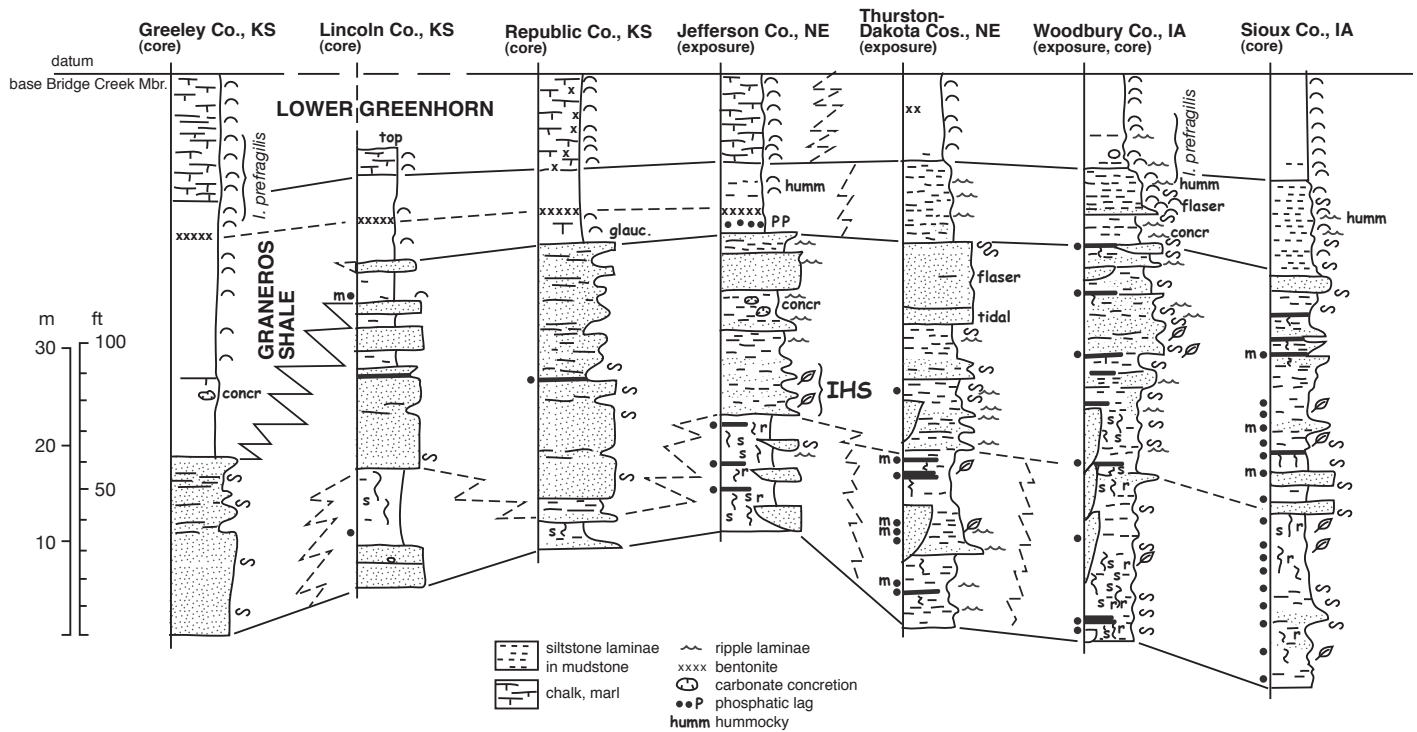 Greeley Co., KS
(core)
Lincoln Co., KS
(core)
Republic Co., KS
(core)
Jefferson Co., NE
(exposure)
Thurston-
Dakota Cos., NE
(exposure)
Woodbury Co., IA
(exposure, core)
Sioux Co., IA
(core)
datum
base Bridge Creek Mbr.
LOWER GREENHORN
top
I. prefragilis
I. prefragilis
x
x
x
x
x
xx
humm
humm
flaser
concr
humm
xxxxx
xxxxx
xxxxx
xxxxx
glauc.
PP
GRANEROS
SHALE
m
concr
flaser
tidal
m
concr
IHS
m ft
30 100
20
50
10
s
s
r
s
r
s r
s
m
m
m
m
m
s
s
r
s
s
s
r
s
s
s r r
s r
m
m
m
r
r
r
siltstone laminae
in mudstone
chalk, marl
ripple laminae
xxxx bentonite
carbonate concretion
P phosphatic lag
humm hummocky